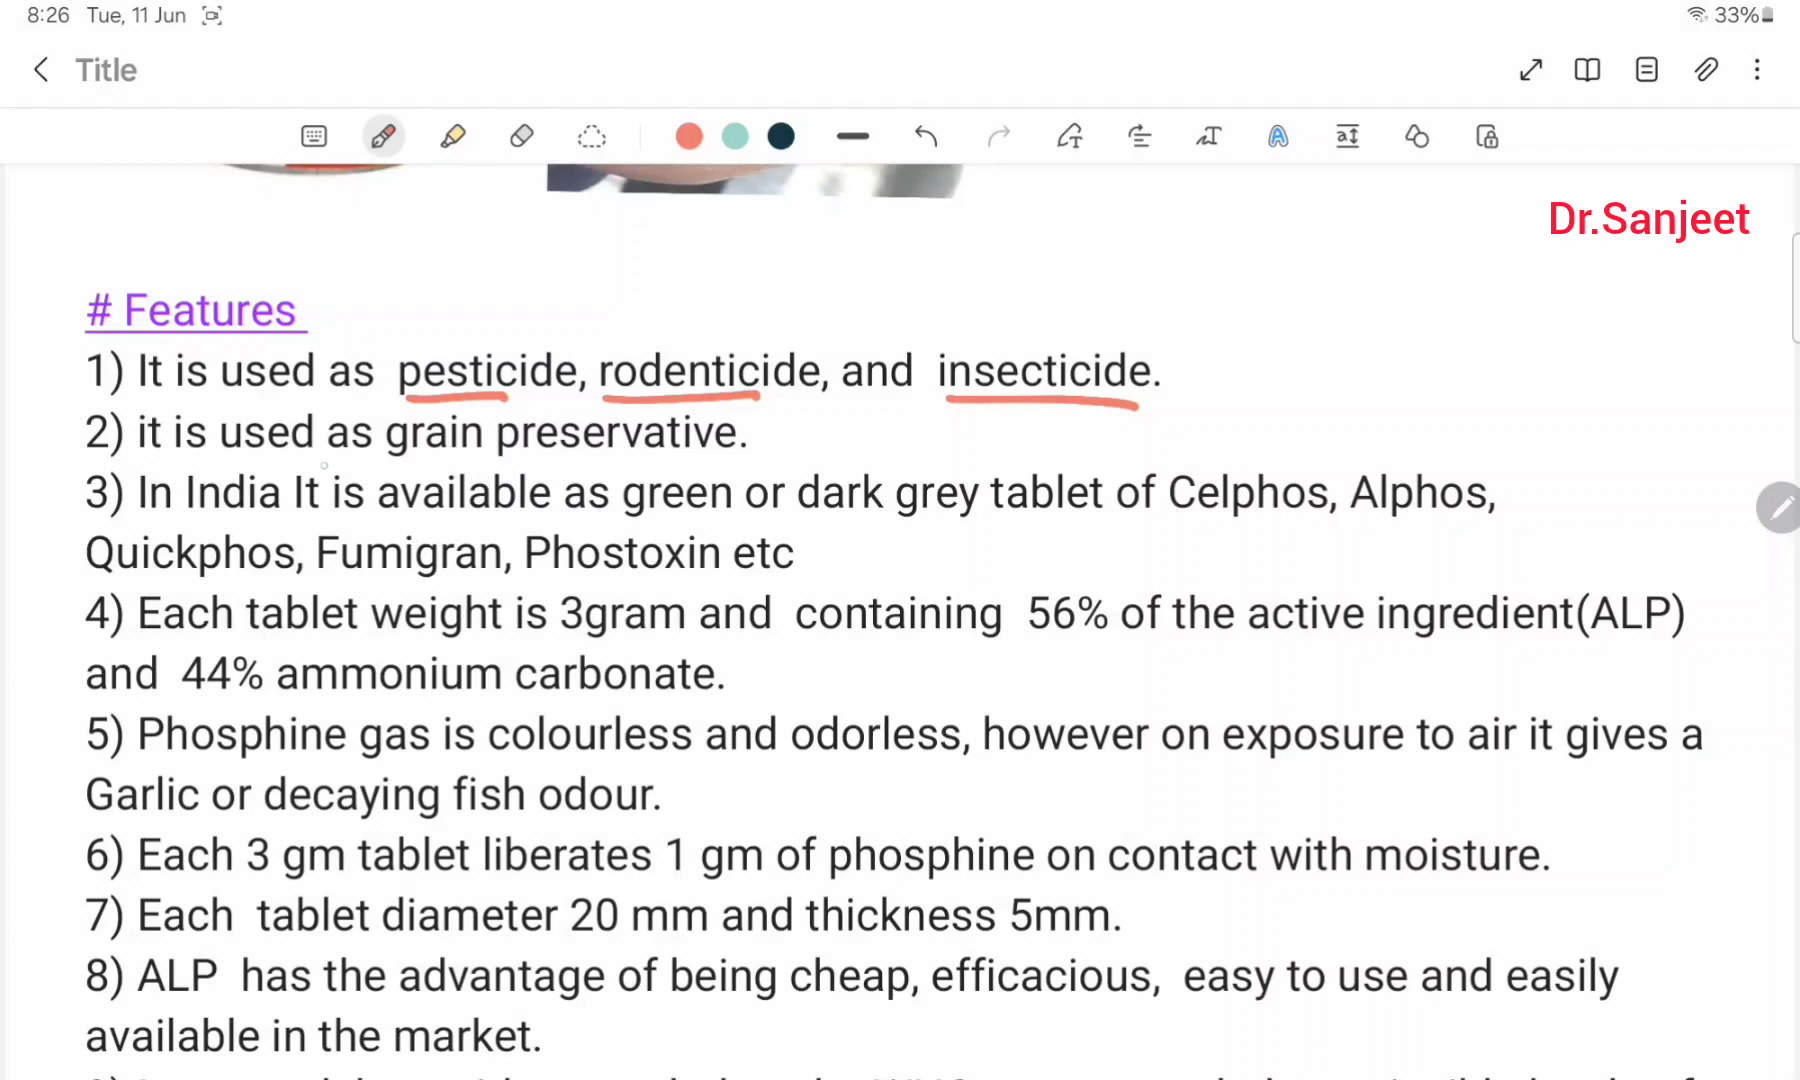 8:26 Tue, 11 Jun 33%
Title
Dr.Sanjeet
# Features
1) It is used as pesticide, rodenticide, and insecticide.
2) it is used as grain preservative.
3) In India It is available as green or dark grey tablet of Celphos, Alphos,
Quickphos, Fumigran, Phostoxin etc
4) Each tablet weight is 3gram and containing 56% of the active ingredient(ALP)
and 44% ammonium carbonate.
5) Phosphine gas is colourless and odorless, however on exposure to air it gives a
Garlic or decaying fish odour.
6) Each 3 gm tablet liberates 1 gm of phosphine on contact with moisture.
7) Each tablet diameter 20 mm and thickness 5mm.
8) ALP has the advantage of being cheap, efficacious, easy to use and easily
available in the market.